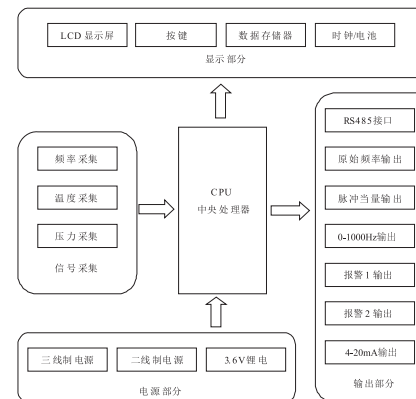 LCD 显示屏
按键
数据存储器
时钟/电池
显示部分
频率采集
温度采集
压力采集
信号采集
CPU
中央处理器
RS485接口
原始频率输出
脉冲当量输出
0-1000Hz输出
报警1输出
报警2输出
4-20mA输出
输出部分
三线制电源
二线制电源
3.6V锂电
电源部分